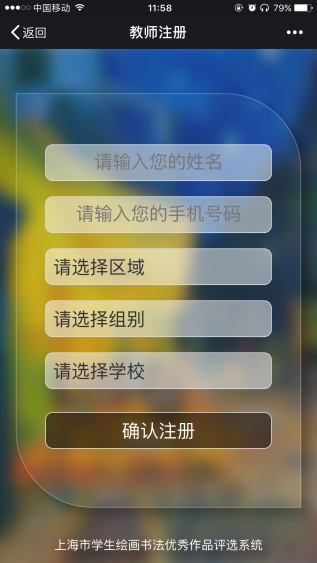 中国移动 11:58 79%
返回 教师注册
请输入您的姓名
请输入您的手机号码
请选择区域
请选择组别
请选择学校
确认注册
上海市学生绘画书法优秀作品评选系统